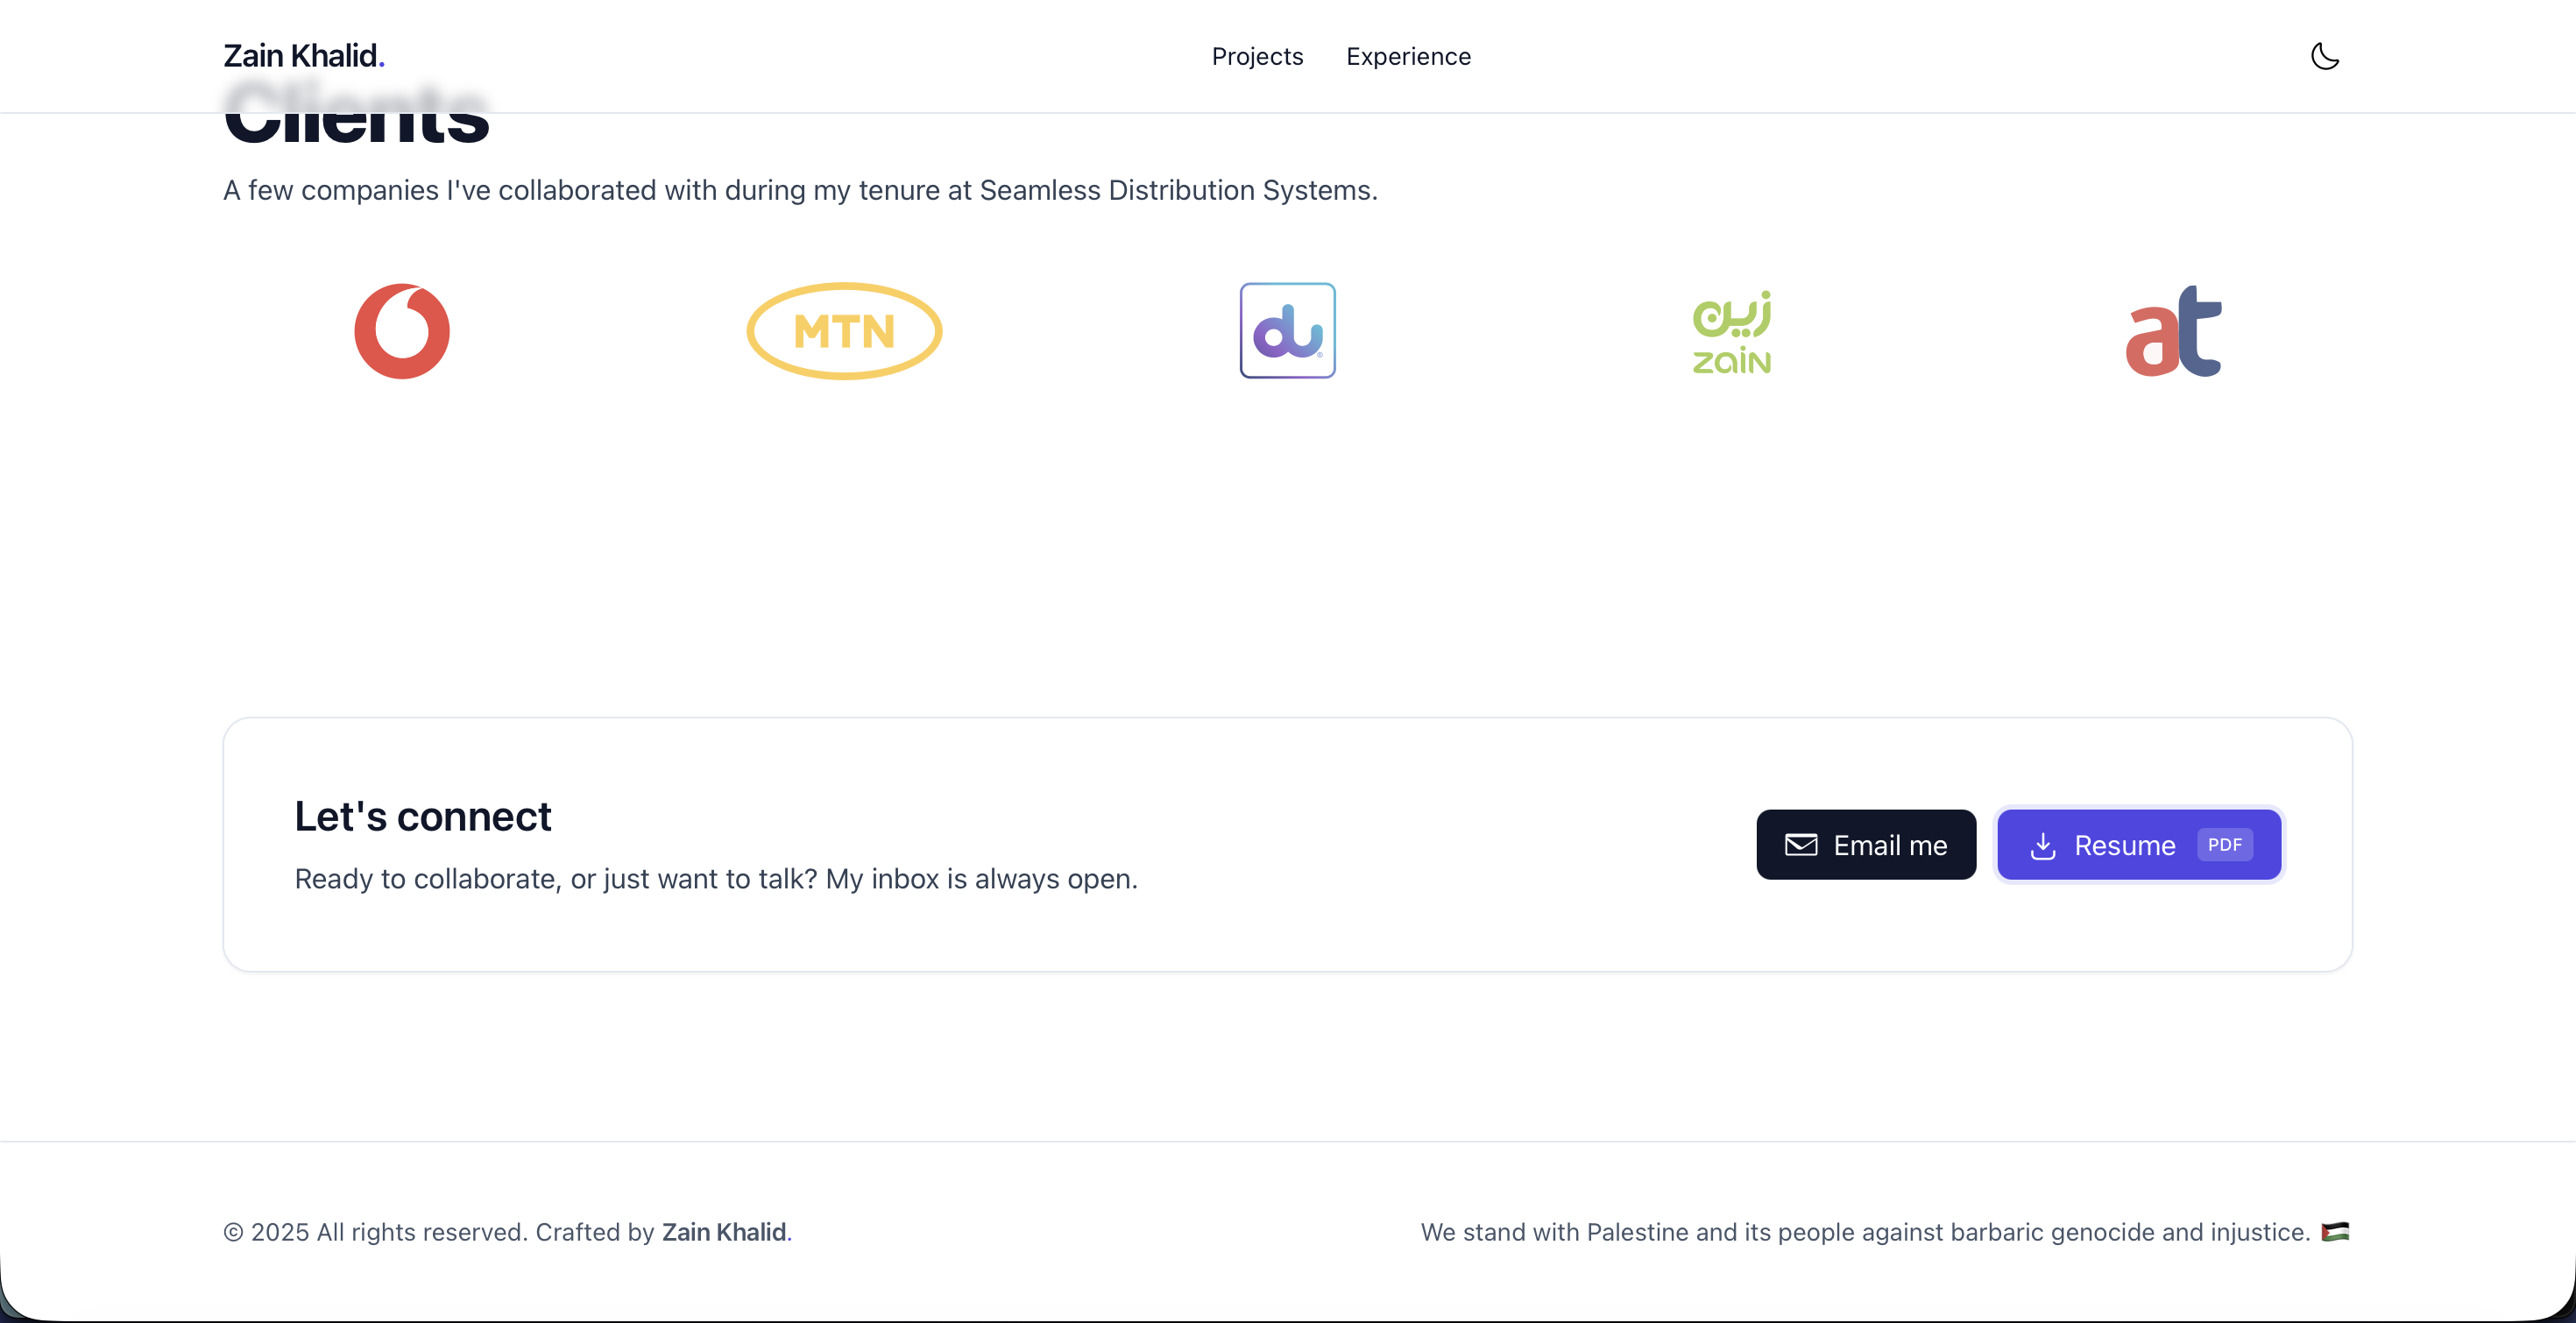 Zain Khalid.
Projects
Experience
Clients
A few companies I've collaborated with during my tenure at Seamless Distribution Systems.
MTN
du
زين
zain
at
Let's connect
Ready to collaborate, or just want to talk? My inbox is always open.
Email me
Resume PDF
© 2025 All rights reserved. Crafted by Zain Khalid.
We stand with Palestine and its people against barbaric genocide and injustice. 🇵🇸